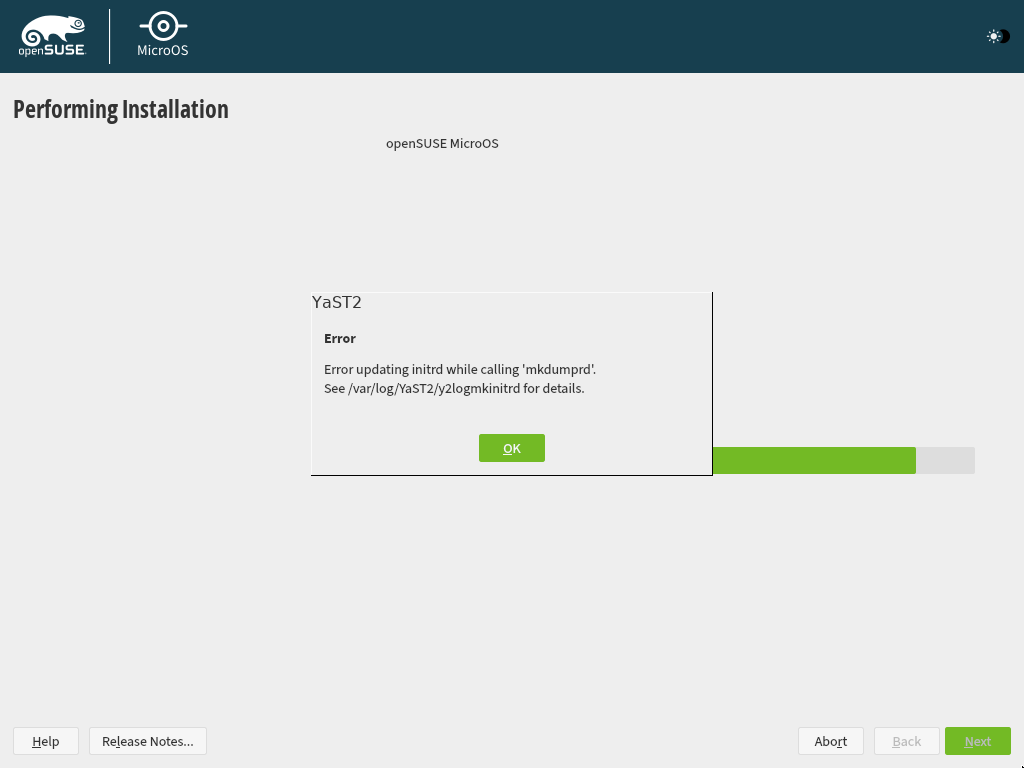 openSUSE
MicroOS
Performing Installation
openSUSE MicroOS
YaST2
Error
Error updating initrd while calling 'mkdumprd'.
See /var/log/YaST2/y2logmkinitrd for details.
OK
Help
Release Notes...
Abort
Back
Next